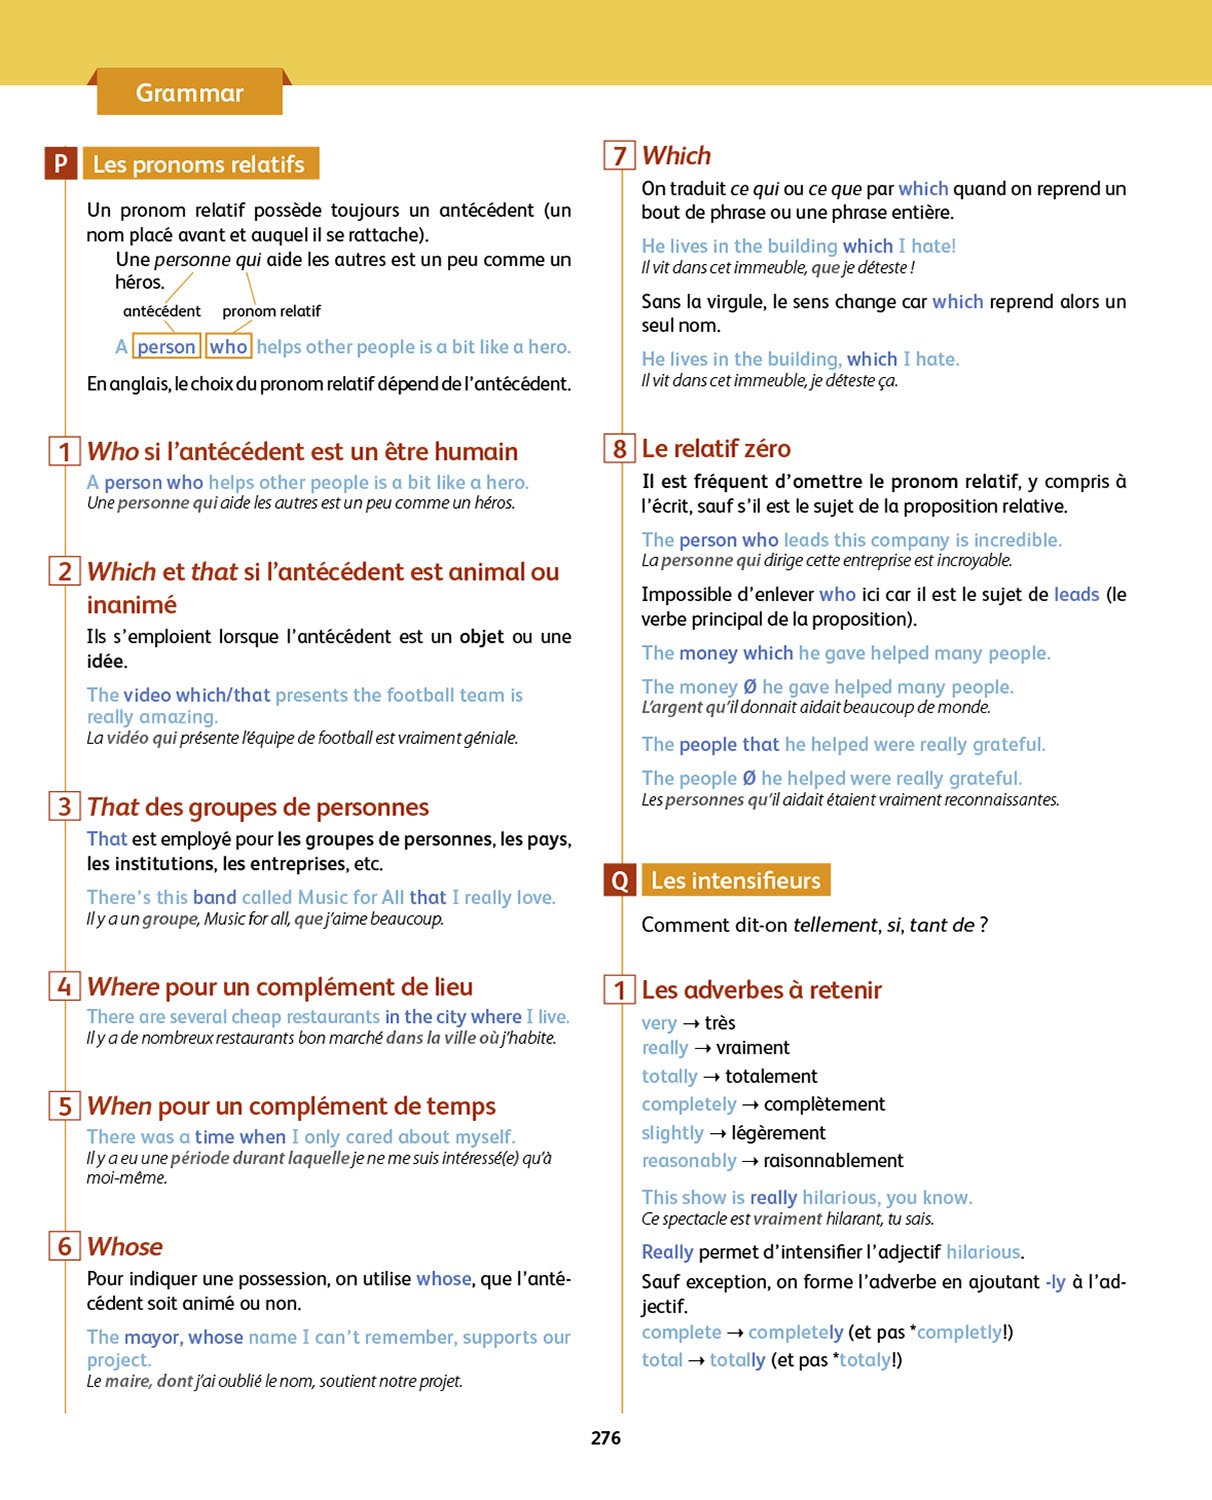 Grammar
P Les pronoms relatifs
Un pronom relatif possède toujours un antécédent (un
nom placé avant et auquel il se rattache).
Une personne qui aide les autres est un peu comme un
héros.
antécédent pronom relatif
A person who helps other people is a bit like a hero.
En anglais, le choix du pronom relatif dépend de l'antécédent.
1 Who si l'antécédent est un être humain
A person who helps other people is a bit like a hero.
Une personne qui aide les autres est un peu comme un héros.
2 Which et that si l'antécédent est animal ou
inanimé
Ils s'emploient lorsque l'antécédent est un objet ou une
idée.
The video which/that presents the football team is
really amazing.
La vidéo qui présente l'équipe de football est vraiment géniale.
3 That des groupes de personnes
That est employé pour les groupes de personnes, les pays,
les institutions, les entreprises, etc.
There's this band called Music for All that I really love.
Il y a un groupe, Music for all, que j'aime beaucoup.
4 Where pour un complément de lieu
There are several cheap restaurants in the city where I live.
Il y a de nombreux restaurants bon marché dans la ville où j'habite.
5 When pour un complément de temps
There was a time when I only cared about myself.
Il y a eu une période durant laquelle je ne me suis intéressé(e) qu'à
moi-même.
6 Whose
Pour indiquer une possession, on utilise whose, que l'anté-
cédent soit animé ou non.
The mayor, whose name I can't remember, supports our
project.
Le maire, dont j'ai oublié le nom, soutient notre projet.
7 Which
On traduit ce qui ou ce que par which quand on reprend un
bout de phrase ou une phrase entière.
He lives in the building which I hate!
Il vit dans cet immeuble, que je déteste !
Sans la virgule, le sens change car which reprend alors un
seul nom.
He lives in the building, which I hate.
Il vit dans cet immeuble, je déteste ça.
8 Le relatif zéro
Il est fréquent d'omettre le pronom relatif, y compris à
l'écrit, sauf s'il est le sujet de la proposition relative.
The person who leads this company is incredible.
La personne qui dirige cette entreprise est incroyable.
Impossible d'enlever who ici car il est le sujet de leads (le
verbe principal de la proposition).
The money which he gave helped many people.
The money Ø he gave helped many people.
L'argent qu'il donnait aidait beaucoup de monde.
The people that he helped were really grateful.
The people Ø he helped were really grateful.
Les personnes qu'il aidait étaient vraiment reconnaissantes.
Q Les intensifieurs
Comment dit-on tellement, si, tant de ?
1 Les adverbes à retenir
very → très
really → vraiment
totally → totalement
completely → complètement
slightly → légèrement
reasonably → raisonnablement
This show is really hilarious, you know.
Ce spectacle est vraiment hilarant, tu sais.
Really permet d'intensifier l'adjectif hilarious.
Sauf exception, on forme l'adverbe en ajoutant -ly à l'ad-
jectif.
complete → completely (et pas *completly!)
total → totally (et pas *totaly!)
276